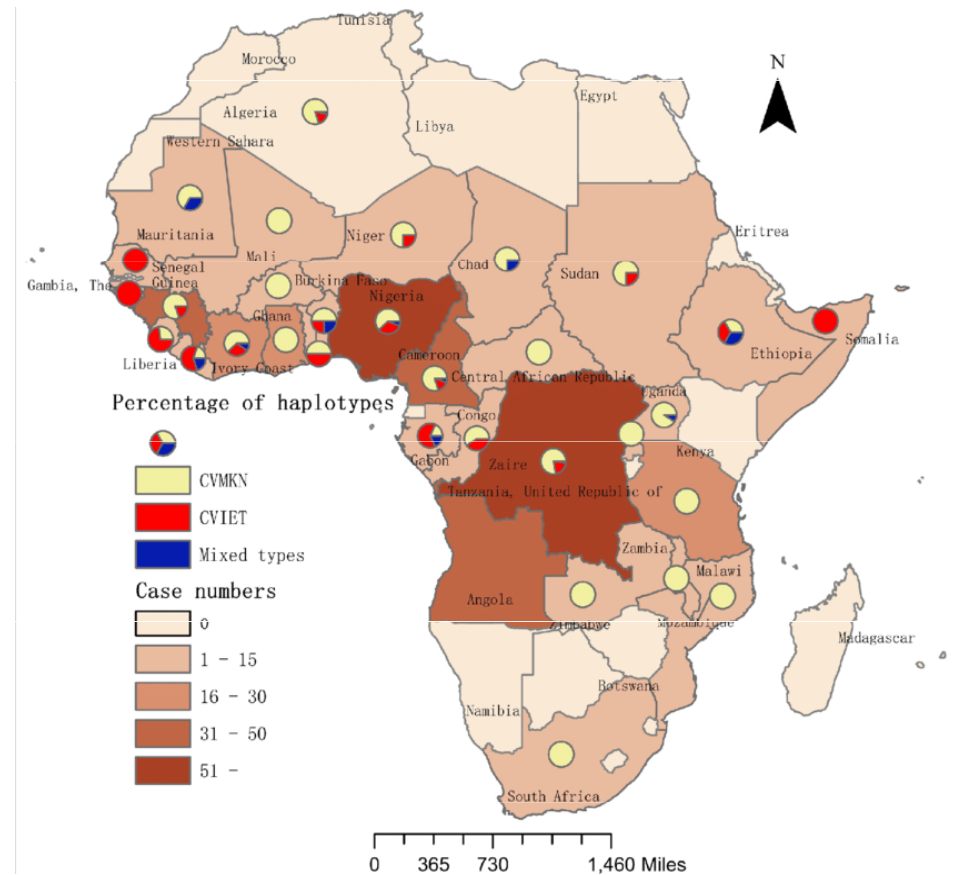 Tunisia
Morocco
N
Algeria
Egypt
Libya
Western Sahara
Mauritania
Eritrea
Niger
Mali
Chad
Senegal
Sudan
Gambia, The
Guinea
Burkina Faso
Nigeria
Ghana
Somalia
Ethiopia
Cameroon
Liberia
Ivory Coast
Central African Republic
Uganda
Percentage of haplotypes
Congo
Kenya
Gabon
Zaire
CVMKN
Tanzania, United Republic of
CVIET
Zambia
Mixed types
Malawi
Case numbers
Angola
0
Zimbabwe
Mozambique
Madagascar
1 - 15
Botswana
16 - 30
Namibia
31 - 50
51 -
South Africa
0 365 730 1,460 Miles